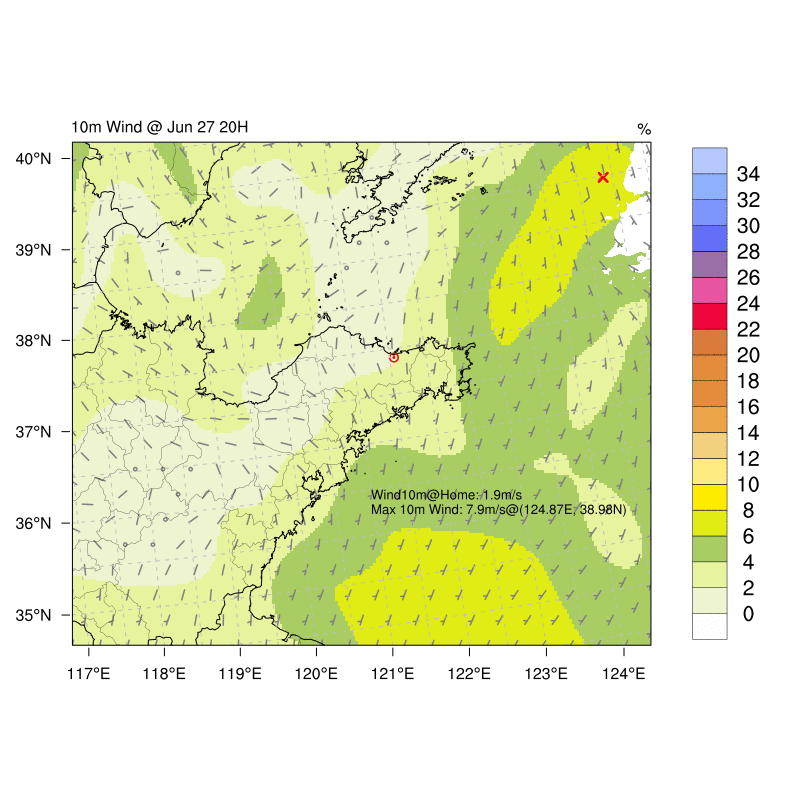 10m Wind @ Jun 27 20H
%
40°N
39°N
38°N
37°N
36°N
35°N
117°E
118°E
119°E
120°E
121°E
122°E
123°E
124°E
Wind10m@Home: 1.9m/s
Max 10m Wind: 7.9m/s@(124.87E, 38.98N)
34
32
30
28
26
24
22
20
18
16
14
12
10
8
6
4
2
0